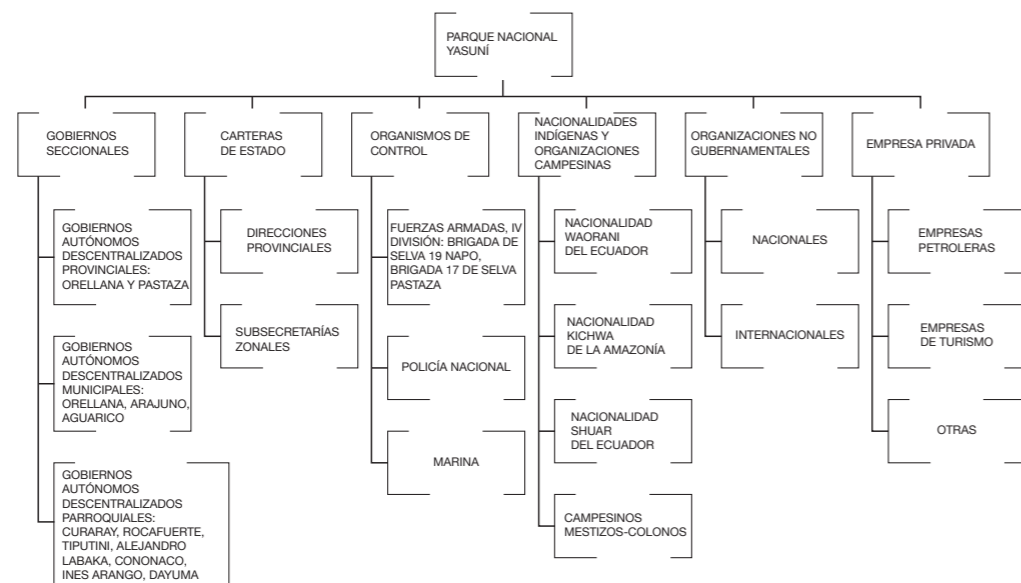 PARQUE NACIONAL
YASUNÍ
GOBIERNOS
SECCIONALES
GOBIERNOS
AUTÓNOMOS
DESCENTRALIZADOS
PROVINCIALES:
ORELLANA Y PASTAZA
GOBIERNOS
AUTÓNOMOS
DESCENTRALIZADOS
MUNICIPALES:
ORELLANA, ARAJUNO,
AGUARICO
GOBIERNOS
AUTÓNOMOS
DESCENTRALIZADOS
PARROQUIALES:
CURARAY, ROCAFUERTE,
TIPUTINI, ALEJANDRO
LABAKA, CONONACO,
INES ARANGO, DAYUMA
CARTERAS
DE ESTADO
DIRECCIONES
PROVINCIALES
SUBSECRETARÍAS
ZONALES
ORGANISMOS DE
CONTROL
FUERZAS ARMADAS, IV
DIVISIÓN: BRIGADA DE
SELVA 19 NAPO,
BRIGADA 17 DE SELVA
PASTAZA
POLICÍA NACIONAL
MARINA
NACIONALIDADES
INDÍGENAS Y
ORGANIZACIONES
CAMPESINAS
NACIONALIDAD
WAORANI
DEL ECUADOR
NACIONALIDAD
KICHWA
DE LA AMAZONÍA
NACIONALIDAD
SHUAR
DEL ECUADOR
CAMPESINOS
MESTIZOS-COLONOS
ORGANIZACIONES NO
GUBERNAMENTALES
NACIONALES
INTERNACIONALES
EMPRESA PRIVADA
EMPRESAS
PETROLERAS
EMPRESAS
DE TURISMO
OTRAS